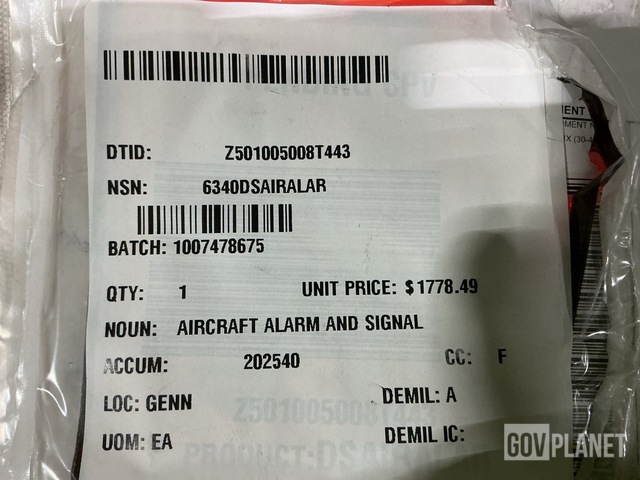 DTID: Z501005008T443
NSN: 6340DSAIRALAR
BATCH: 1007478675
QTY: 1 UNIT PRICE: $1778.49
NOUN: AIRCRAFT ALARM AND SIGNAL
ACCUM: 202540 CC: F
LOC: GENN DEMIL: A
UOM: EA DEMIL IC:
Z501005008T443
GOVPLANET